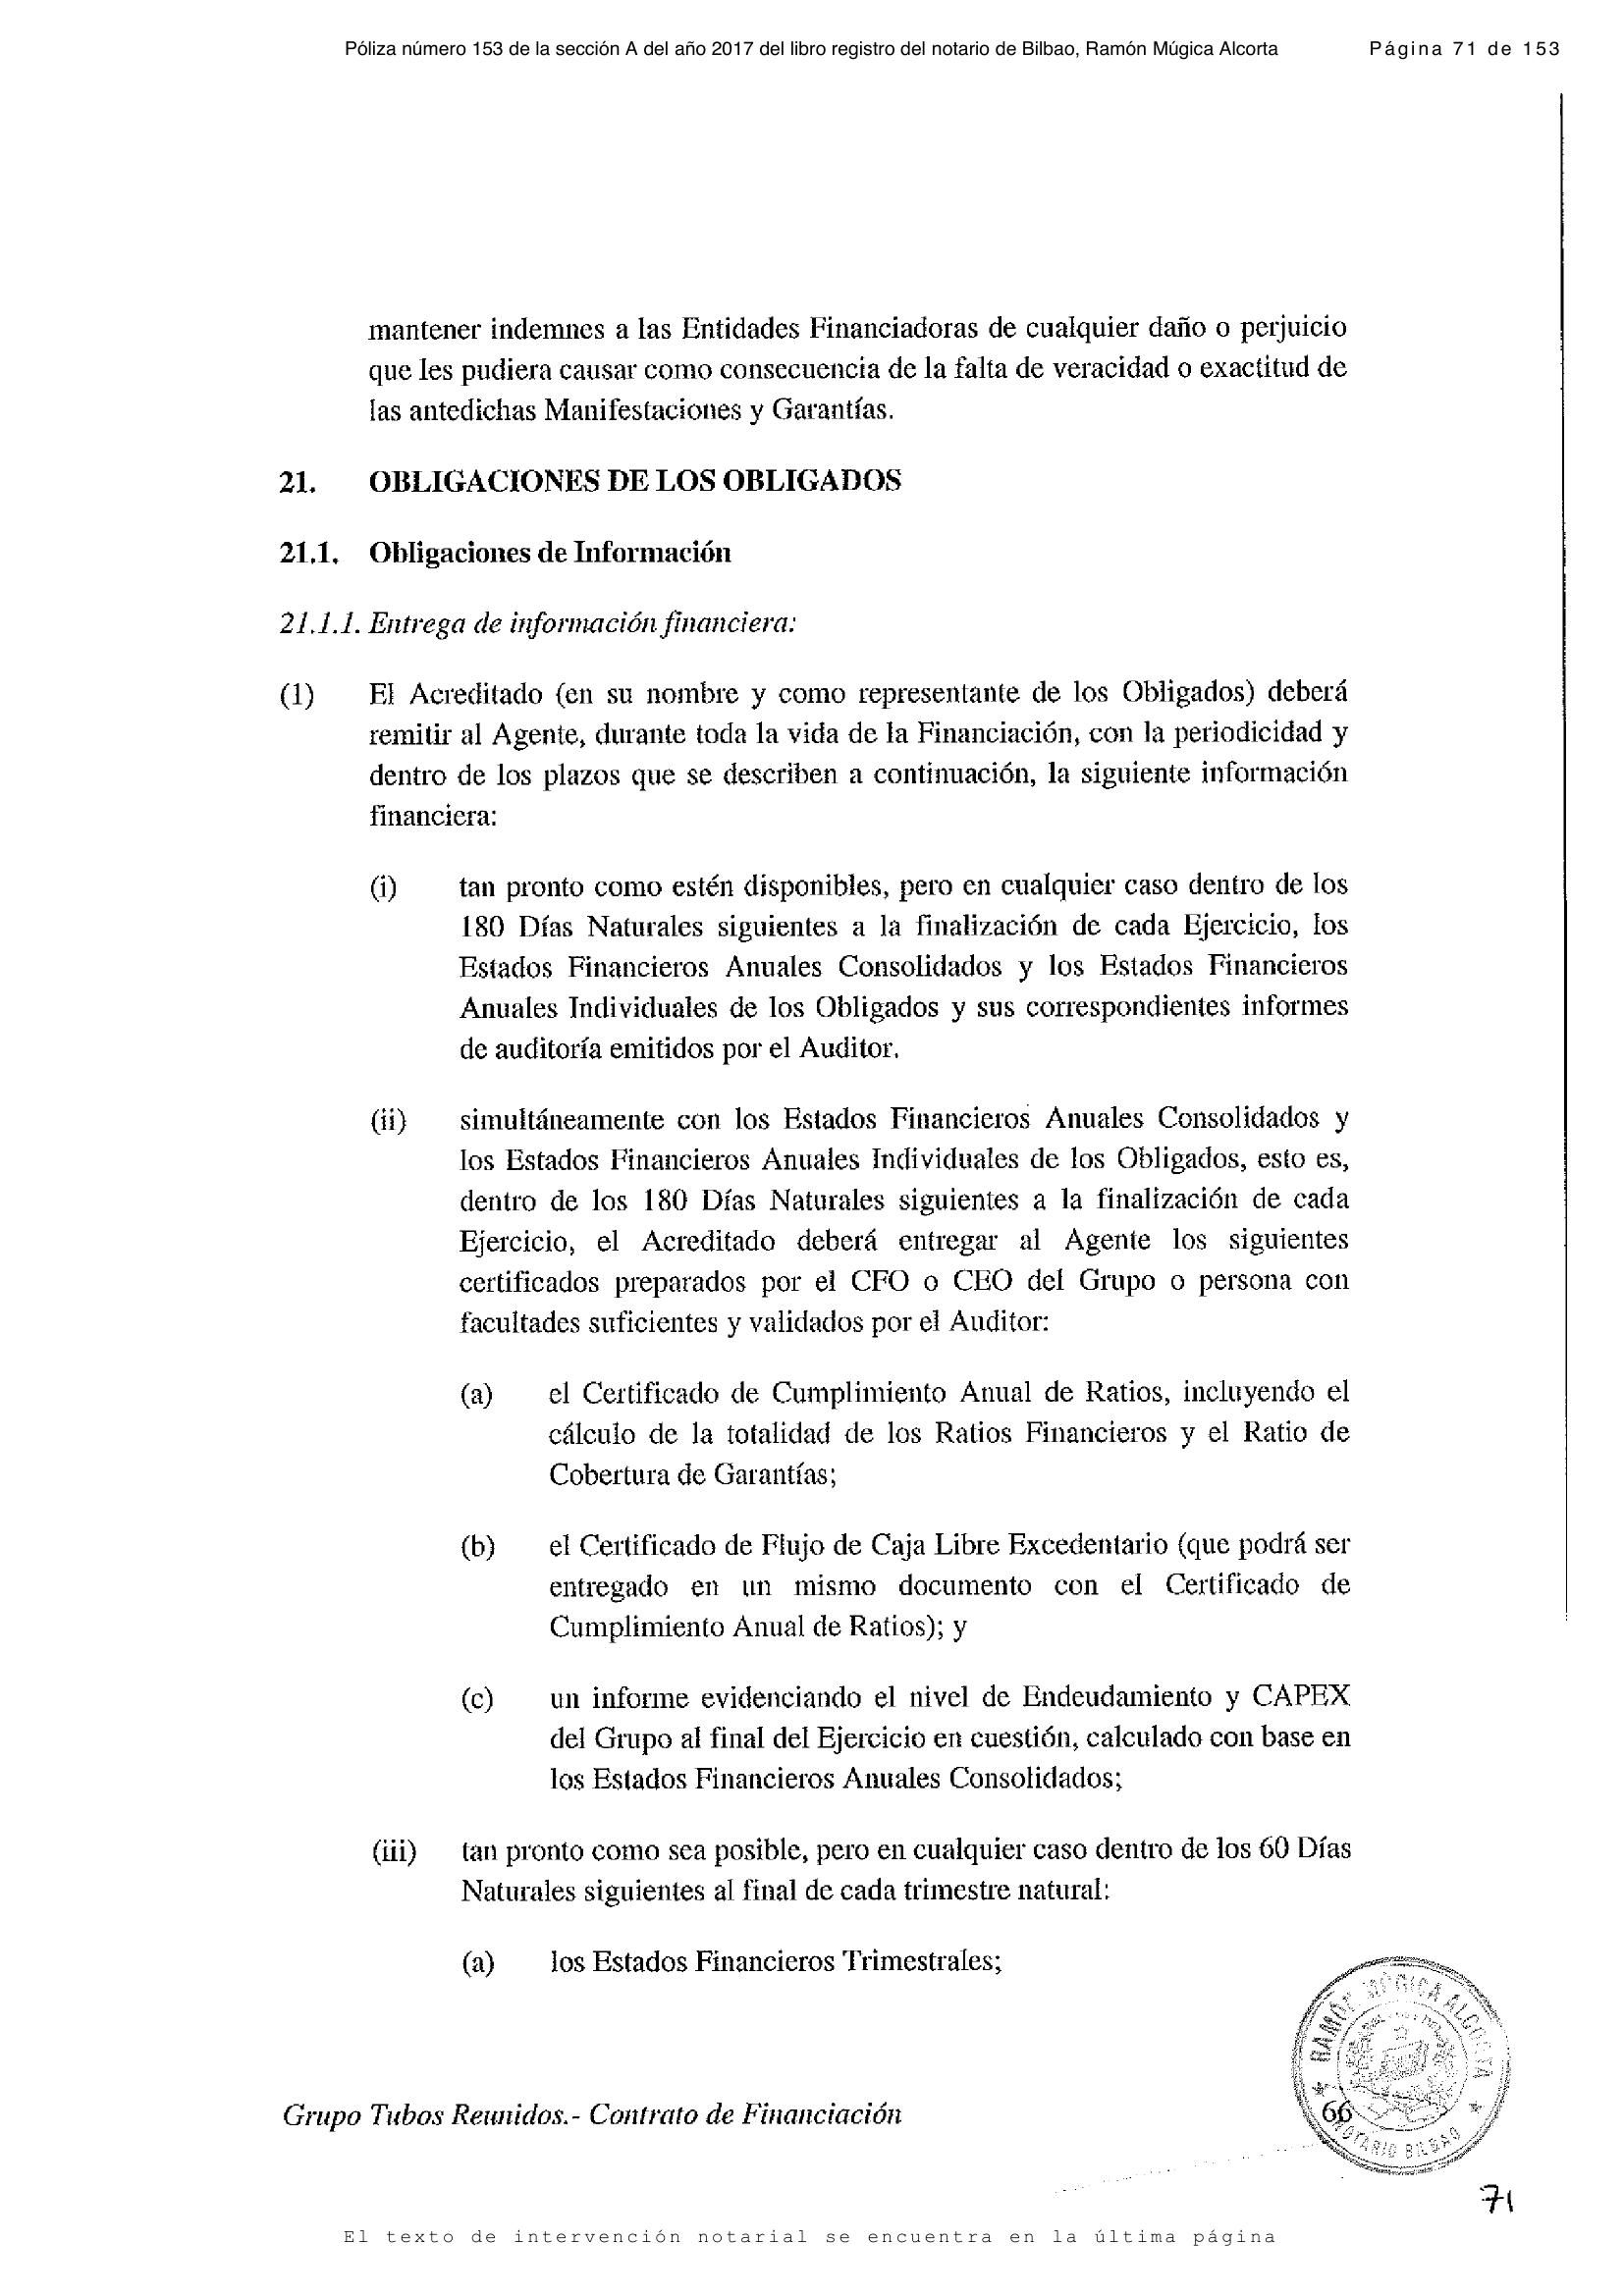 Póliza número 153 de la sección A del año 2017 del libro registro del notario de Bilbao, Ramón Múgica Alcorta Página 71 de 153
mantener indemnes a las Entidades Financiadoras de cualquier daño o perjuicio
que les pudiera causar como consecuencia de la falta de veracidad o exactitud de
las antedichas Manifestaciones y Garantías.
21. OBLIGACIONES DE LOS OBLIGADOS
21.1. Obligaciones de Información
21.1.1. Entrega de información financiera:
(1) El Acreditado (en su nombre y como representante de los Obligados) deberá
remitir al Agente, durante toda la vida de la Financiación, con la periodicidad y
dentro de los plazos que se describen a continuación, la siguiente información
financiera:
(i) tan pronto como estén disponibles, pero en cualquier caso dentro de los
180 Días Naturales siguientes a la finalización de cada Ejercicio, los
Estados Financieros Anuales Consolidados y los Estados Financieros
Anuales Individuales de los Obligados y sus correspondientes informes
de auditoría emitidos por el Auditor.
(ii) simultáneamente con los Estados Financieros Anuales Consolidados y
los Estados Financieros Anuales Individuales de los Obligados, esto es,
dentro de los 180 Días Naturales siguientes a la finalización de cada
Ejercicio, el Acreditado deberá entregar al Agente los siguientes
certificados preparados por el CFO o CEO del Grupo o persona con
facultades suficientes y validados por el Auditor:
(a) el Certificado de Cumplimiento Anual de Ratios, incluyendo el
cálculo de la totalidad de los Ratios Financieros y el Ratio de
Cobertura de Garantías;
(b) el Certificado de Flujo de Caja Libre Excedentario (que podrá ser
entregado en un mismo documento con el Certificado de
Cumplimiento Anual de Ratios); y
(c) un informe evidenciando el nivel de Endeudamiento y CAPEX
del Grupo al final del Ejercicio en cuestión, calculado con base en
los Estados Financieros Anuales Consolidados;
(iii) tan pronto como sea posible, pero en cualquier caso dentro de los 60 Días
Naturales siguientes al final de cada trimestre natural:
(a) los Estados Financieros Trimestrales;
RAMÓN MÚGICA ALCORTA
NOTARIO BILBAO
Grupo Tubos Reunidos.- Contrato de Financiación 66
71
El texto de intervención notarial se encuentra en la última página